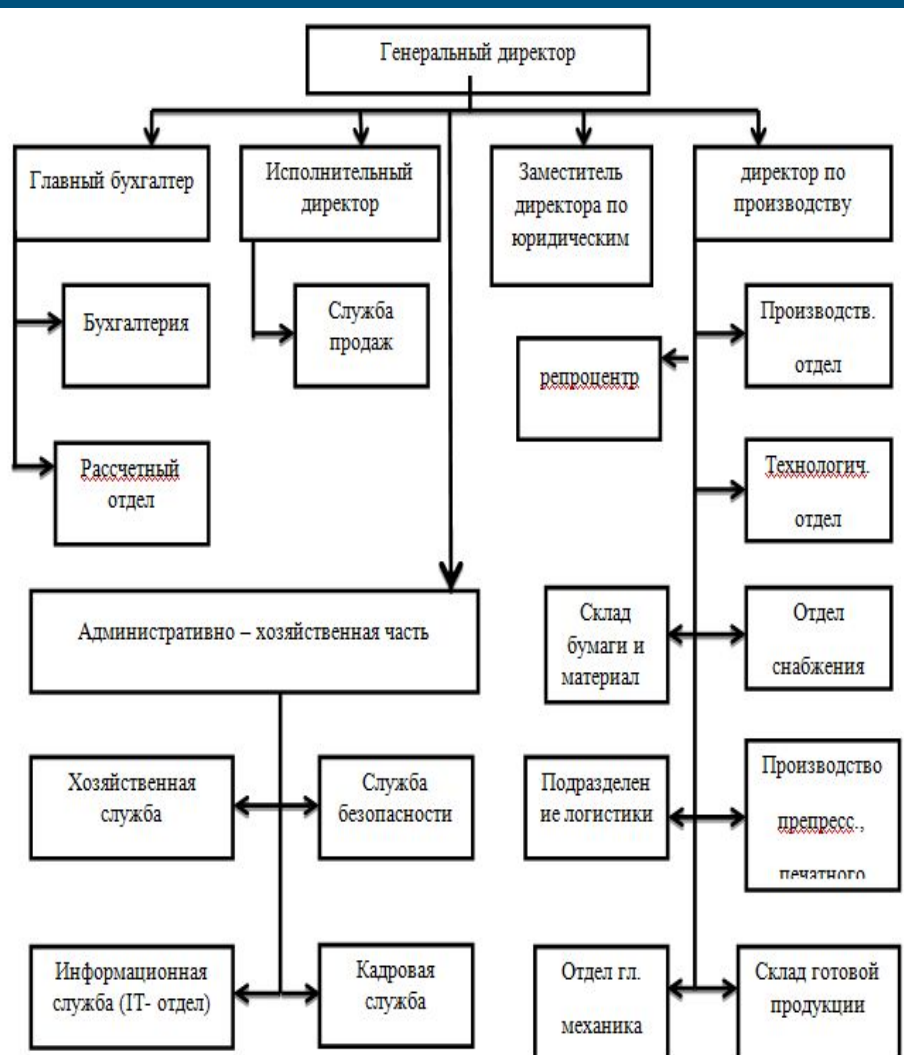 Генеральный директор
Главный бухгалтер
Исполнительный
директор
Заместитель
директора по
юридическим
директор по
производству
Бухгалтерия
Служба
продаж
репроцентр
Производств.
отдел
Рассчетный
отдел
Технологич.
отдел
Административно – хозяйственная часть
Склад
бумаги и
материал
Отдел
снабжения
Хозяйственная
служба
Служба
безопасности
Подразделен
ие логистики
Производство
препресс.,
печатного
Информационная
служба (IT- отдел)
Кадровая
служба
Отдел гл.
механика
Склад готовой
продукции